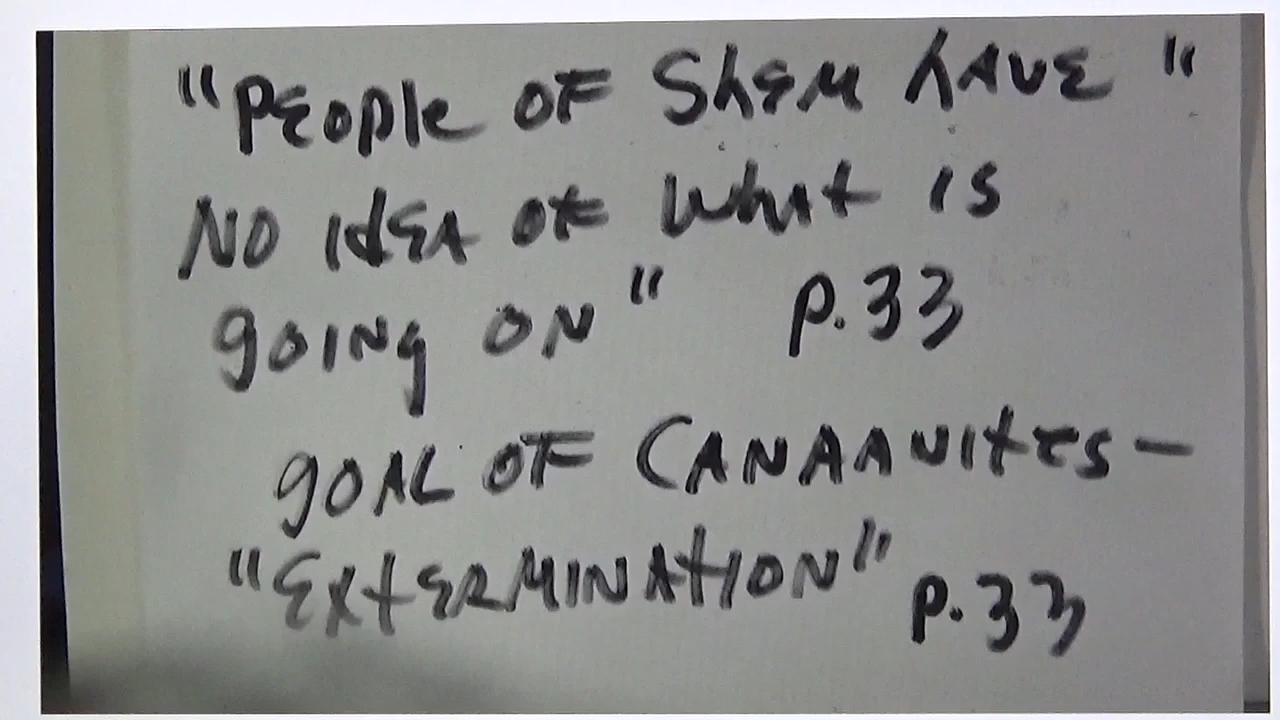 "PEOPle OF ShEM hAVE "
NO IdEA OF What IS
gOING ON" P.33
gOAL OF CANAANItES-
"EXtERMINAtION" P.33